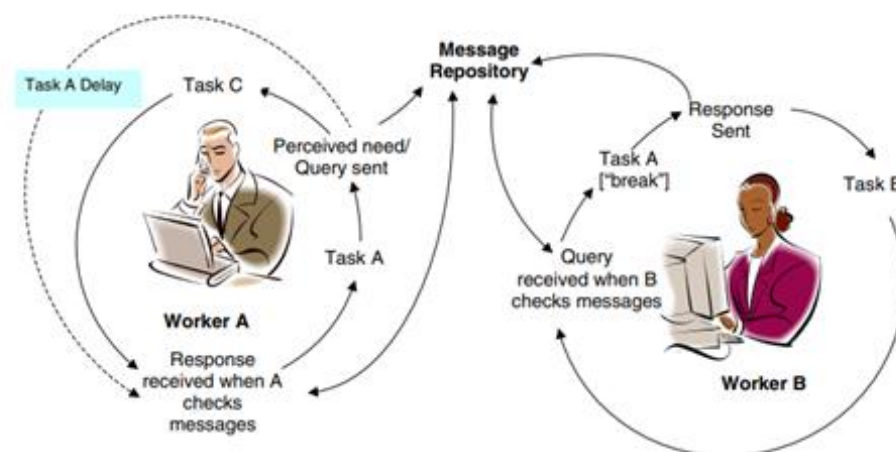 Message
Repository
Task A Delay
Task C
Perceived need/
Query sent
Task A
Worker A
Response
received when A
checks
messages
Response
Sent
Task A
["break"]
Task B
Query
received when B
checks messages
Worker B